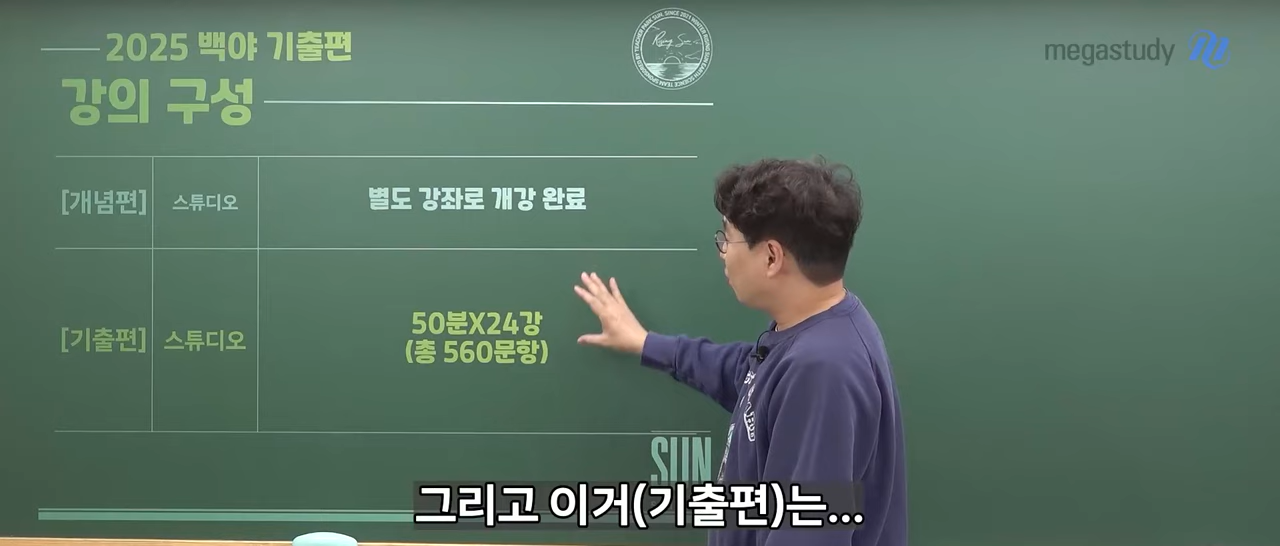 2025 백야 기출편
강의 구성
megastudy
[개념편] 스튜디오 별도 강좌로 개강 완료
[기출편] 스튜디오 50분X24강
(총 560문항)
SUN
그리고 이거(기출편)는...